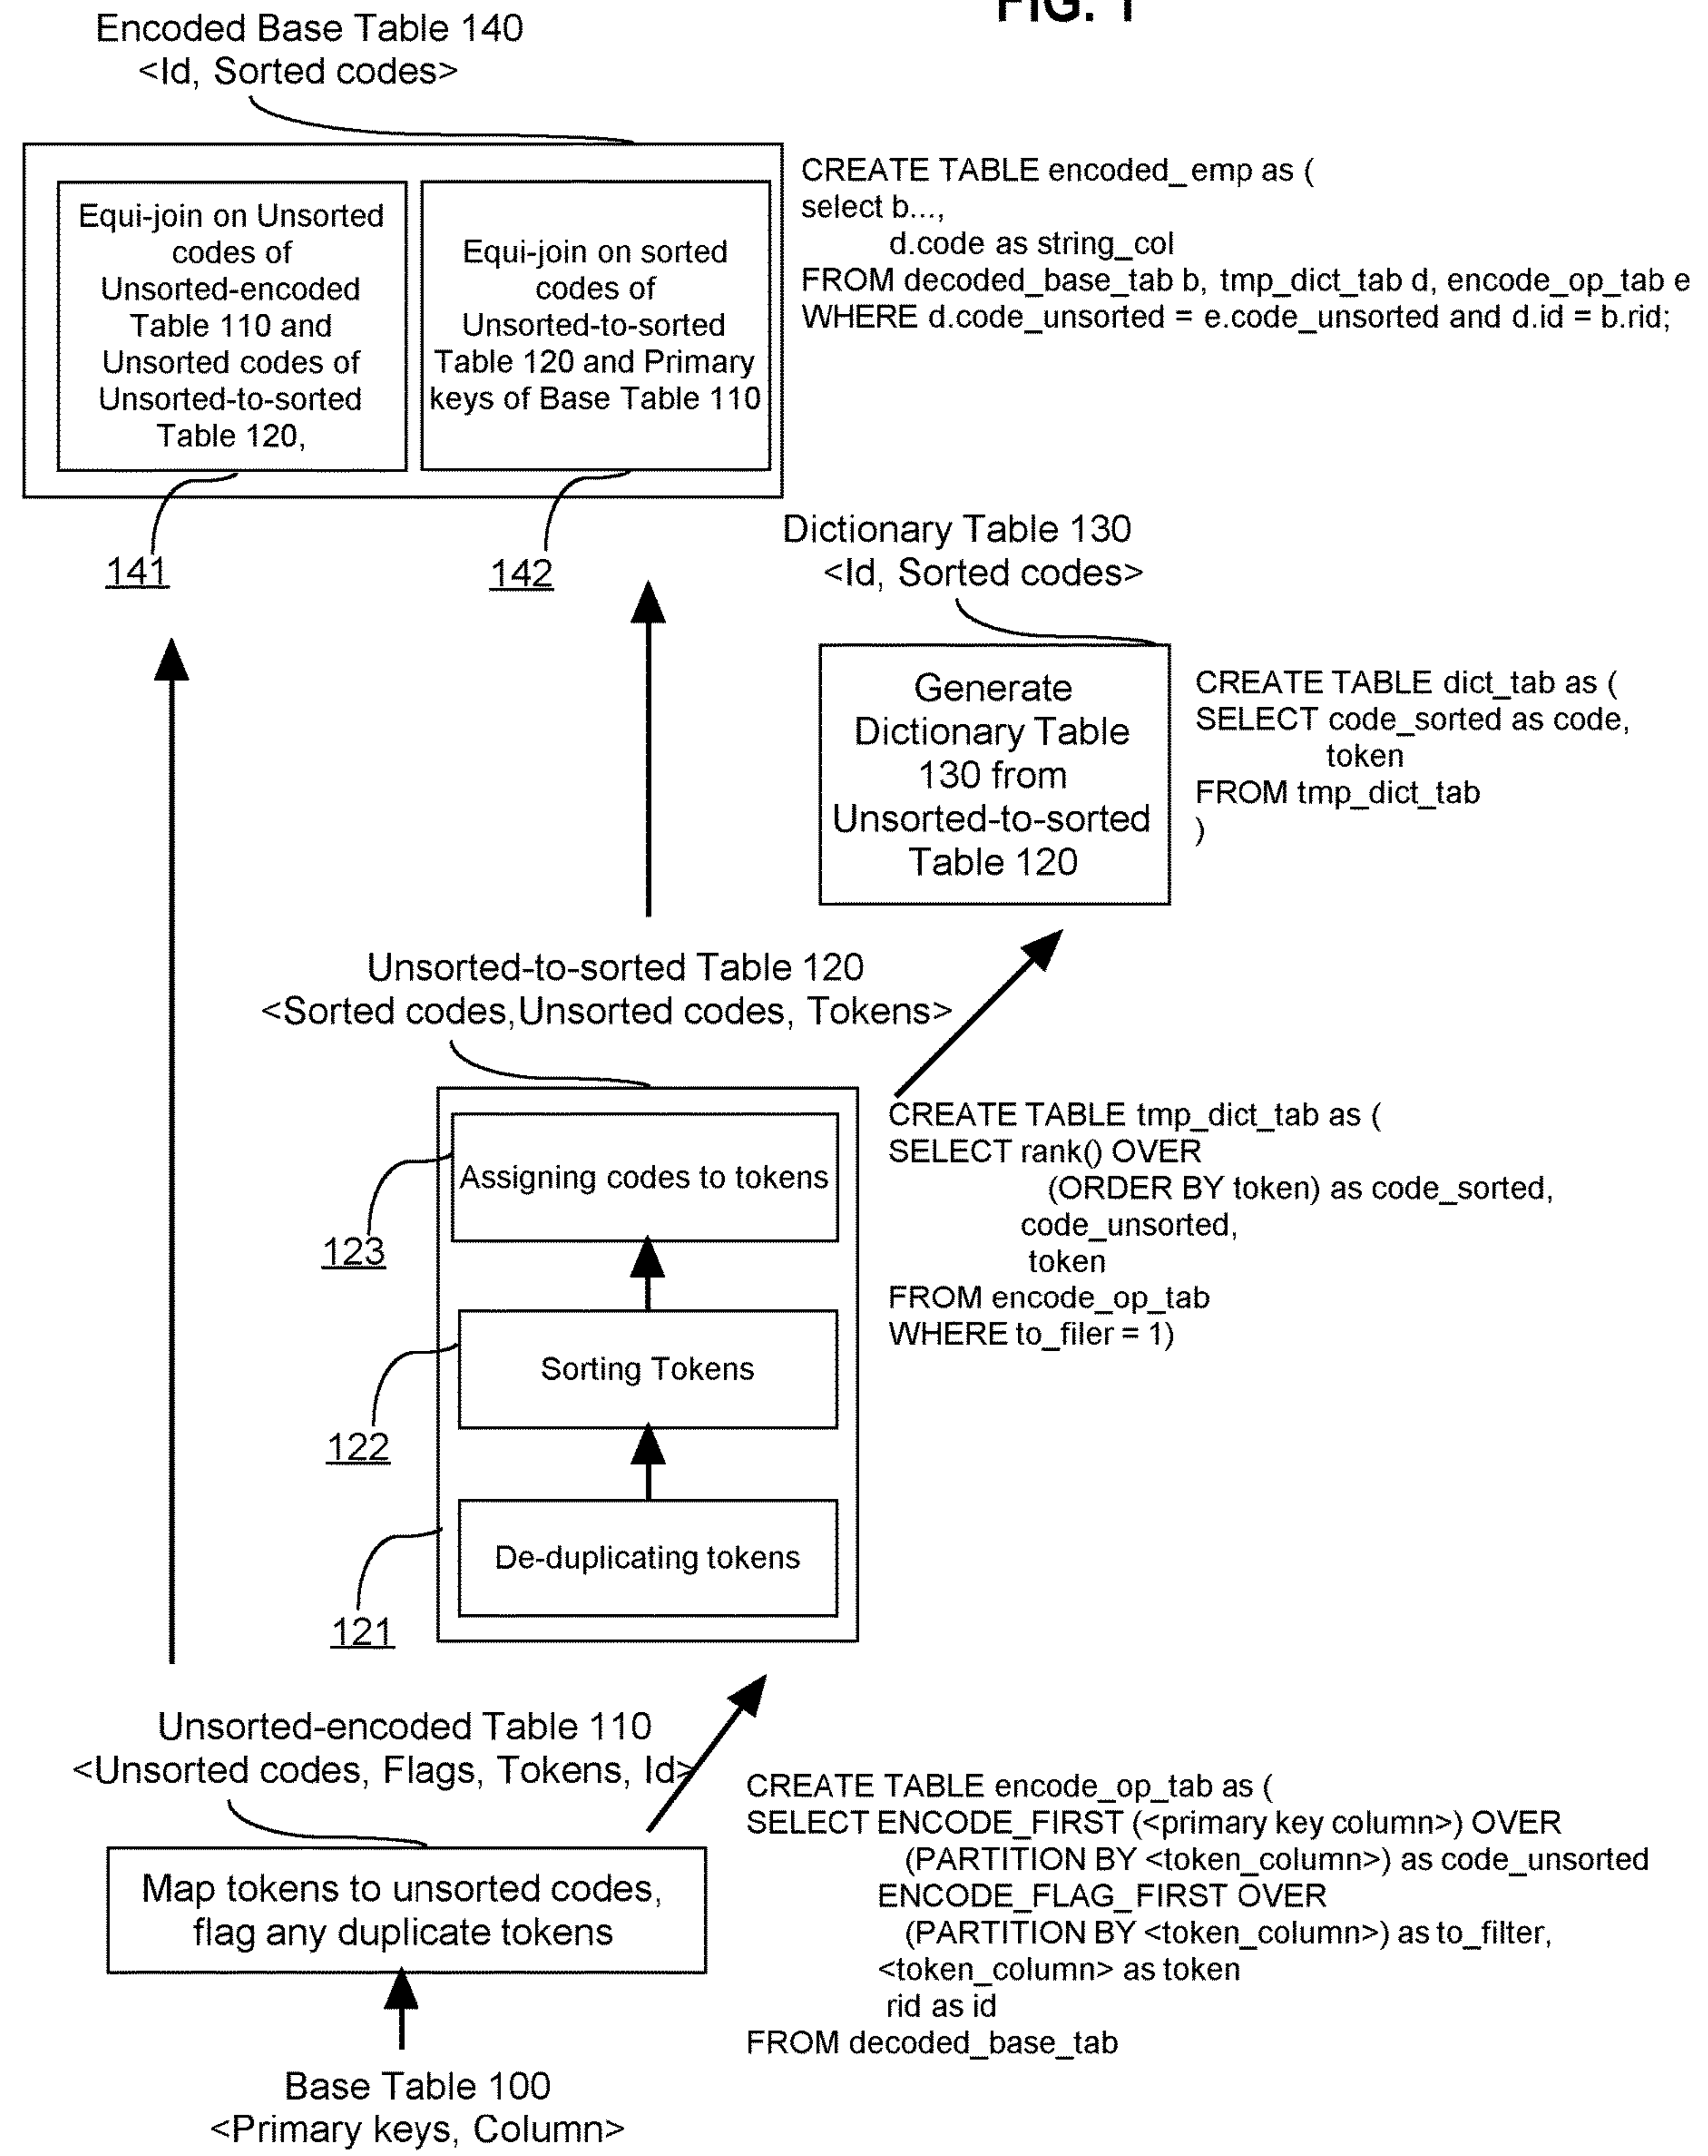 FIG. 1
Encoded Base Table 140
<Id, Sorted codes>
Equi-join on Unsorted
codes of
Unsorted-encoded
Table 110 and
Unsorted codes of
Unsorted-to-sorted
Table 120,
Equi-join on sorted
codes of
Unsorted-to-sorted
Table 120 and Primary
keys of Base Table 110
CREATE TABLE encoded_emp as (
select b...,
d.code as string_col
FROM decoded_base_tab b, tmp_dict_tab d, encode_op_tab e
WHERE d.code_unsorted = e.code_unsorted and d.id = b.rid;
141
142
Dictionary Table 130
<Id, Sorted codes>
Generate
Dictionary Table
130 from
Unsorted-to-sorted
Table 120
CREATE TABLE dict_tab as (
SELECT code_sorted as code,
token
FROM tmp_dict_tab
)
Unsorted-to-sorted Table 120
<Sorted codes,Unsorted codes, Tokens>
Assigning codes to tokens
123
Sorting Tokens
122
De-duplicating tokens
121
CREATE TABLE tmp_dict_tab as (
SELECT rank() OVER
(ORDER BY token) as code_sorted,
code_unsorted,
token
FROM encode_op_tab
WHERE to_filer = 1)
Unsorted-encoded Table 110
<Unsorted codes, Flags, Tokens, Id>
Map tokens to unsorted codes,
flag any duplicate tokens
CREATE TABLE encode_op_tab as (
SELECT ENCODE_FIRST (<primary key column>) OVER
(PARTITION BY <token_column>) as code_unsorted
ENCODE_FLAG_FIRST OVER
(PARTITION BY <token_column>) as to_filter,
<token_column> as token
rid as id
FROM decoded_base_tab
Base Table 100
<Primary keys, Column>